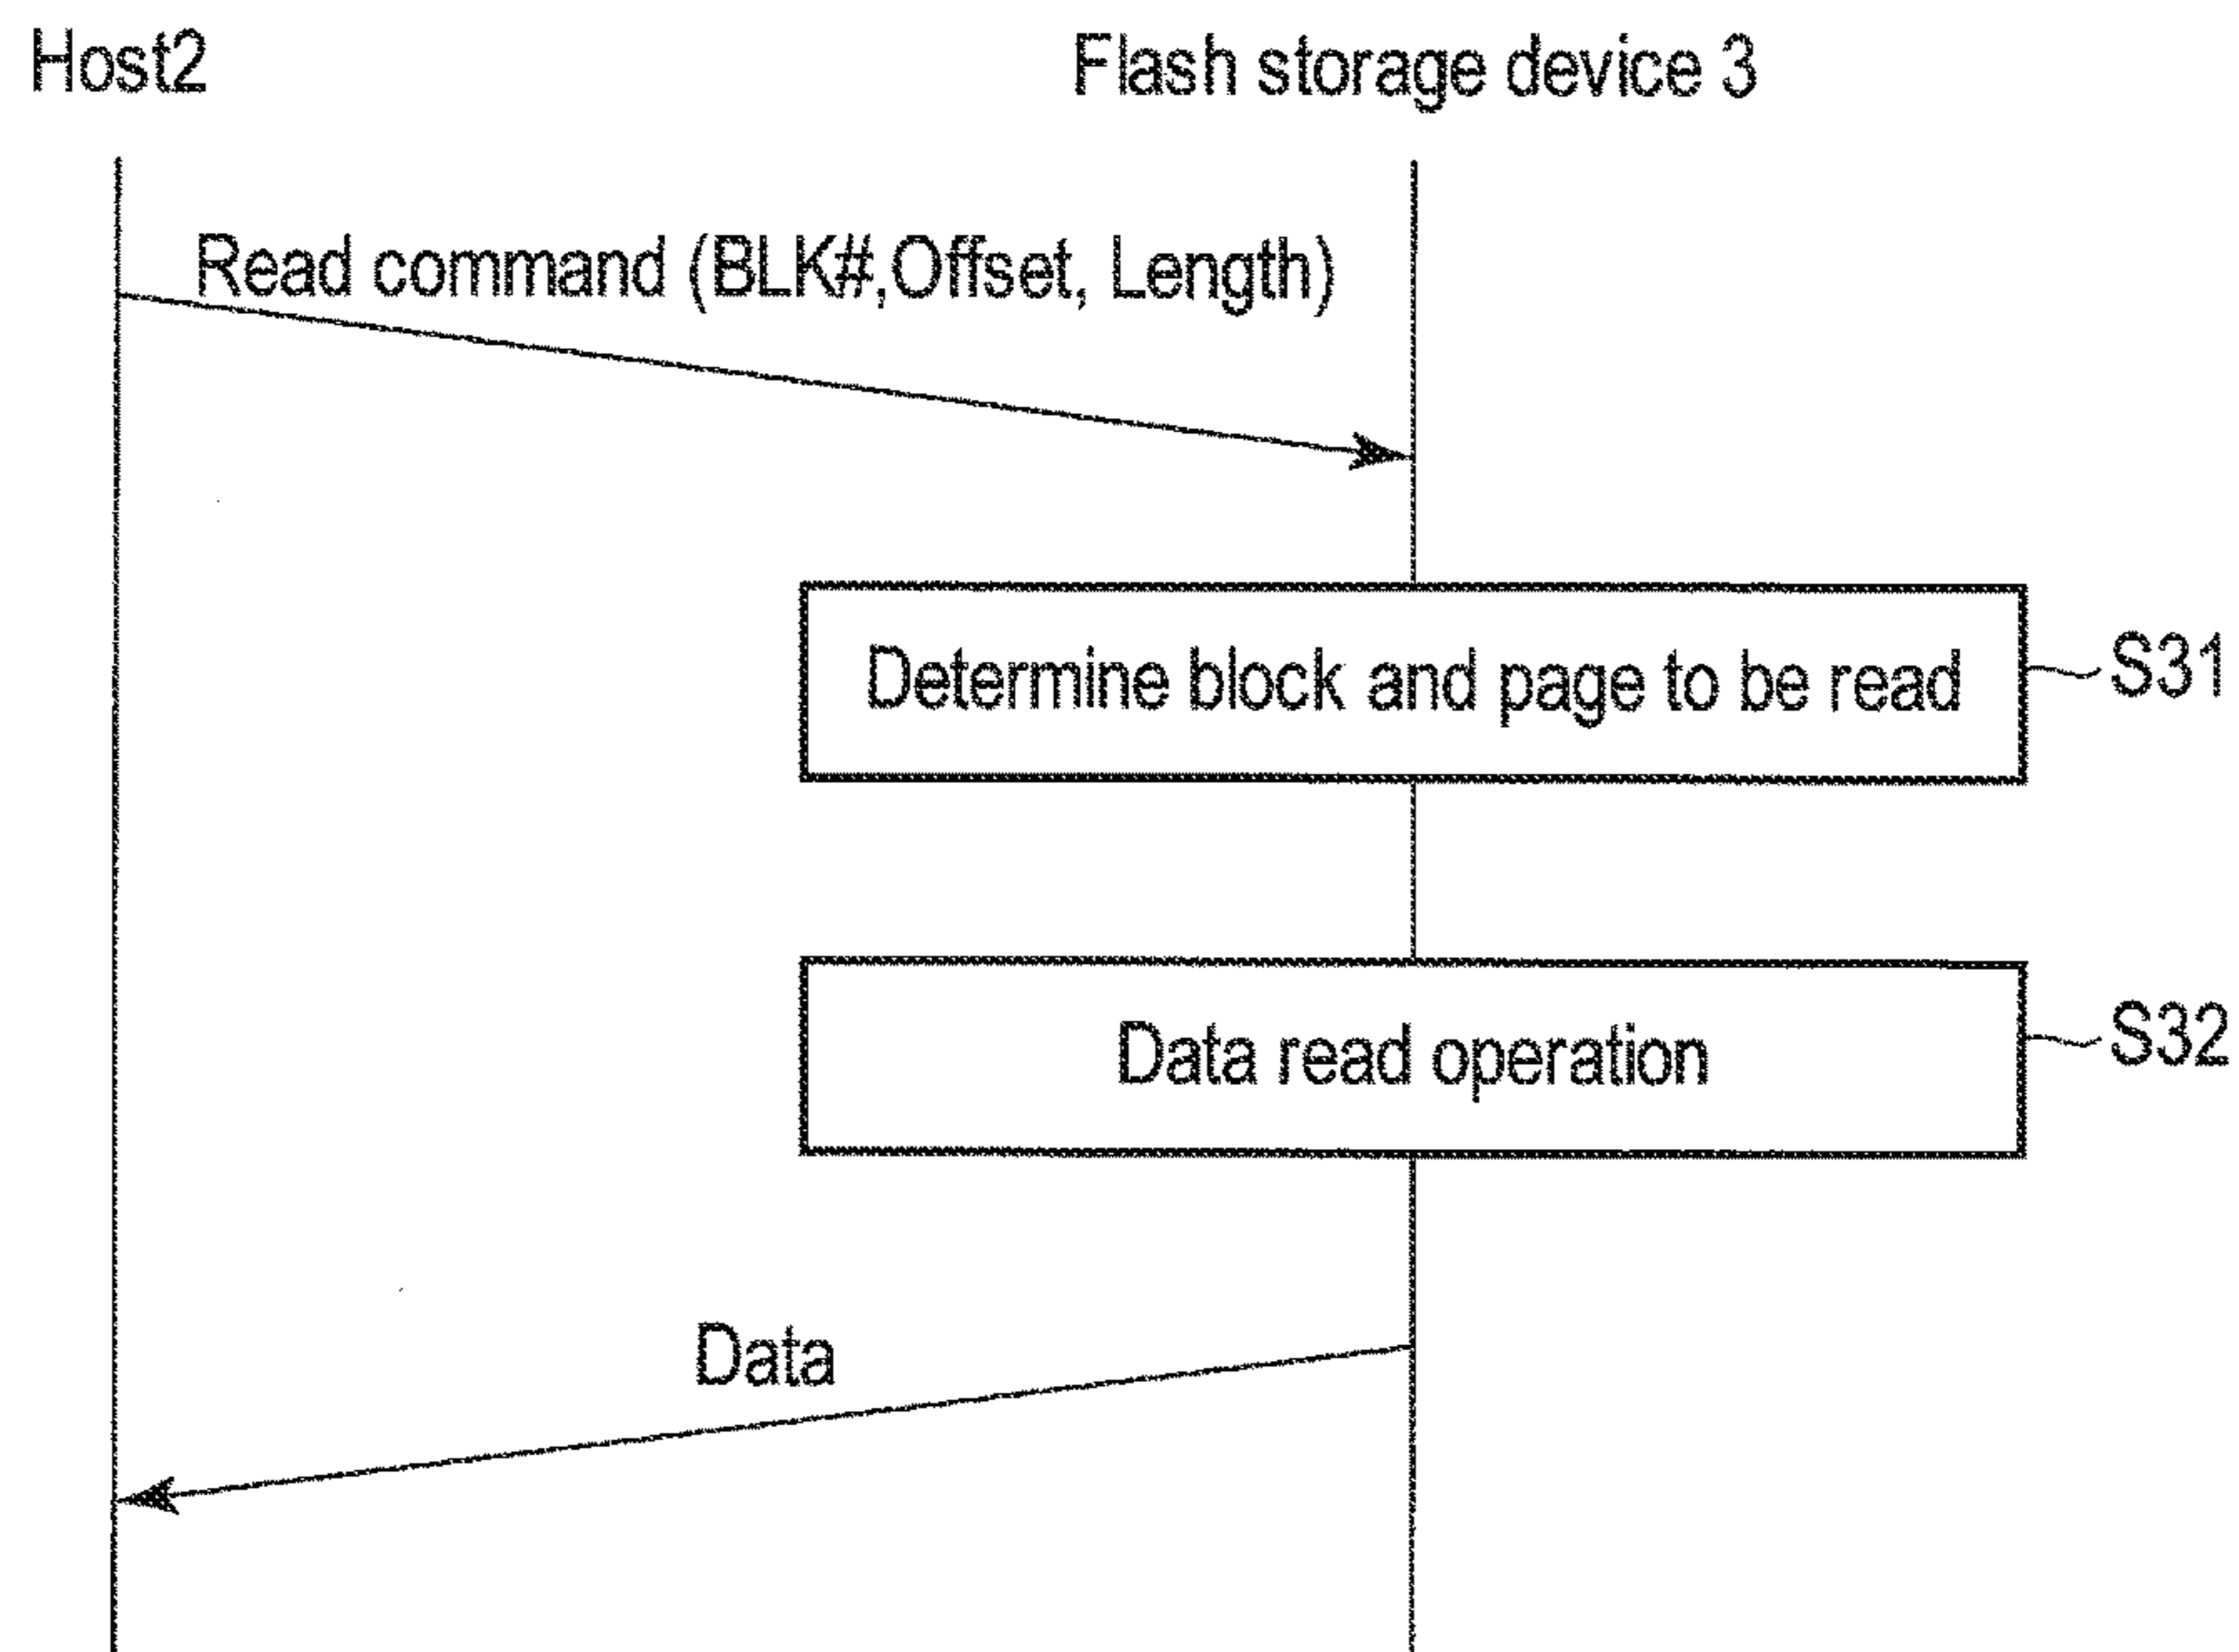 Host2
Flash storage device 3
Read command (BLK#,Offset, Length)
Determine block and page to be read
S31
Data read operation
S32
Data